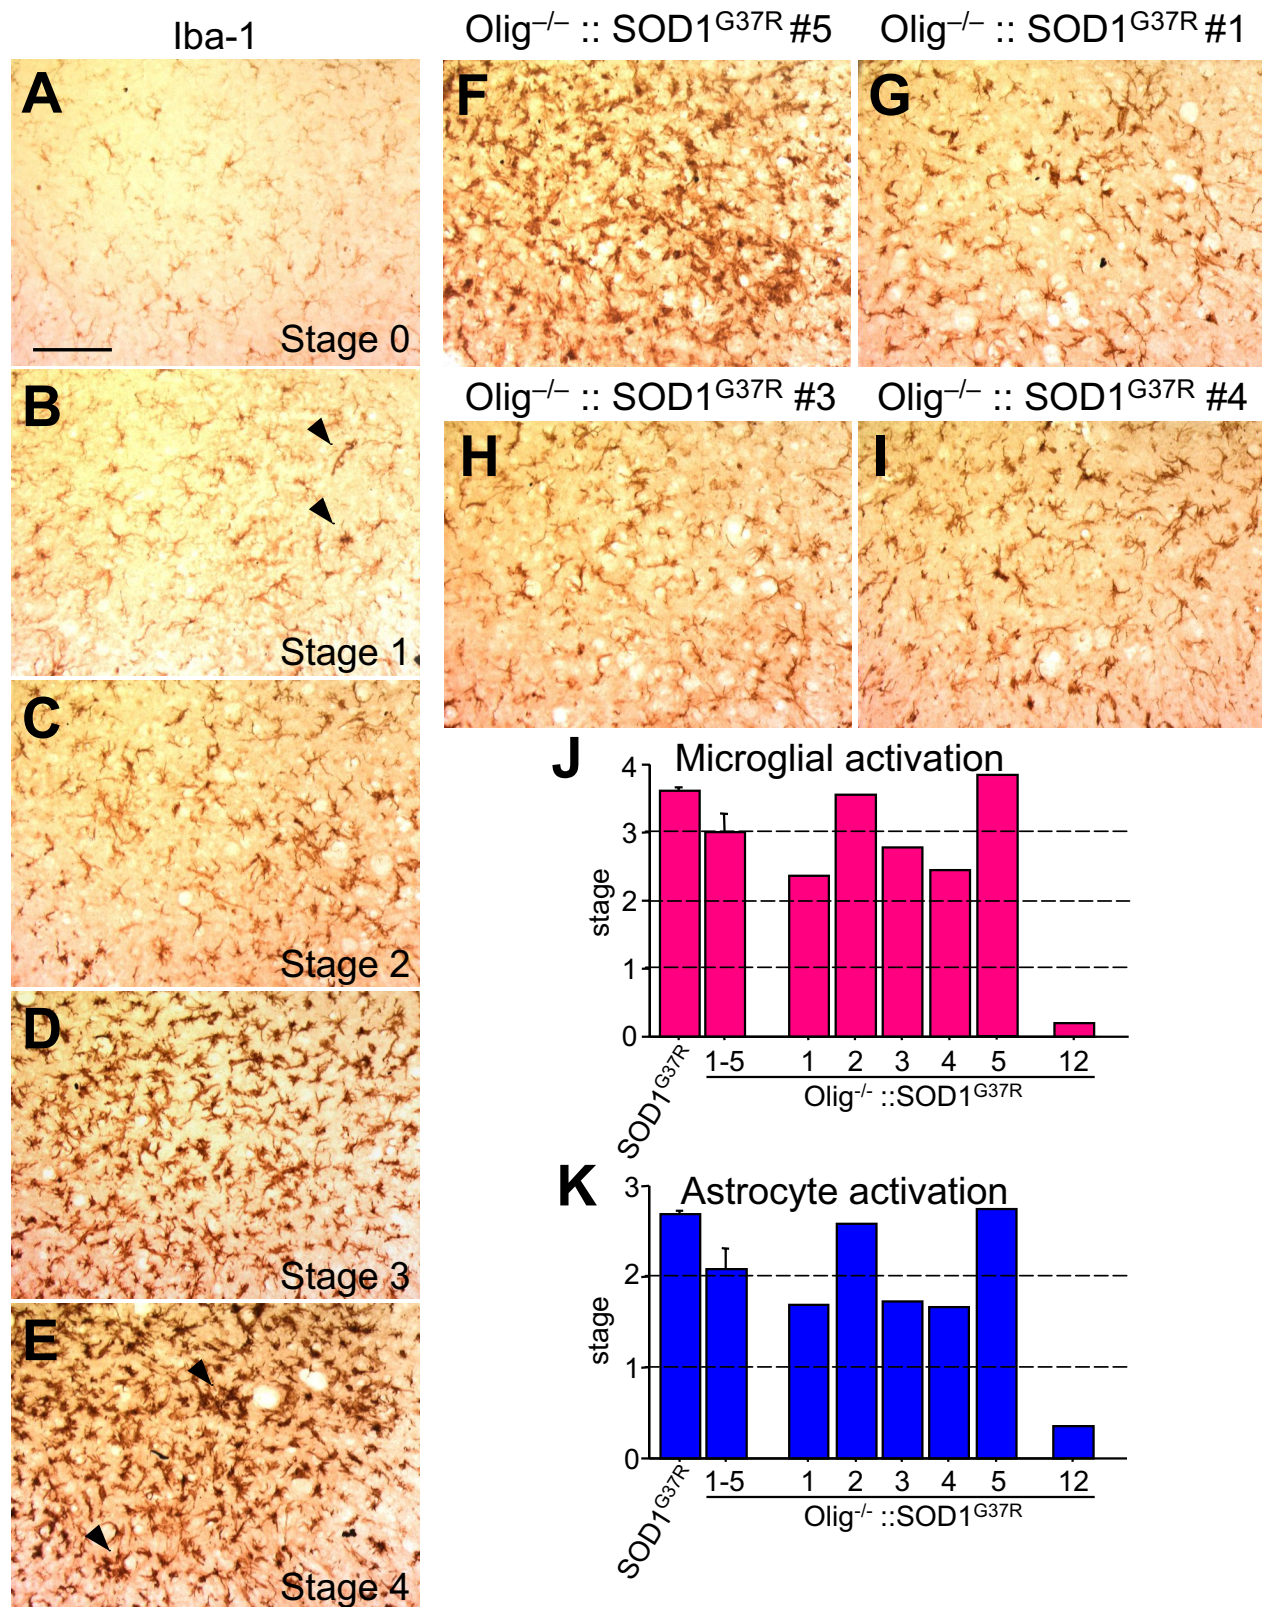 Iba-1
Olig–/– :: SOD1G37R #5
Olig–/– :: SOD1G37R #1
A
Stage 0
F
G
B
Stage 1
Olig–/– :: SOD1G37R #3
Olig–/– :: SOD1G37R #4
H
I
C
Stage 2
D
Stage 3
E
Stage 4
J
Microglial activation
4
3
2
1
0
stage
SOD1G37R
1-5
1
2
3
4
5
12
Olig-/- ::SOD1G37R
K
Astrocyte activation
3
2
1
0
stage
SOD1G37R
1-5
1
2
3
4
5
12
Olig-/- ::SOD1G37R